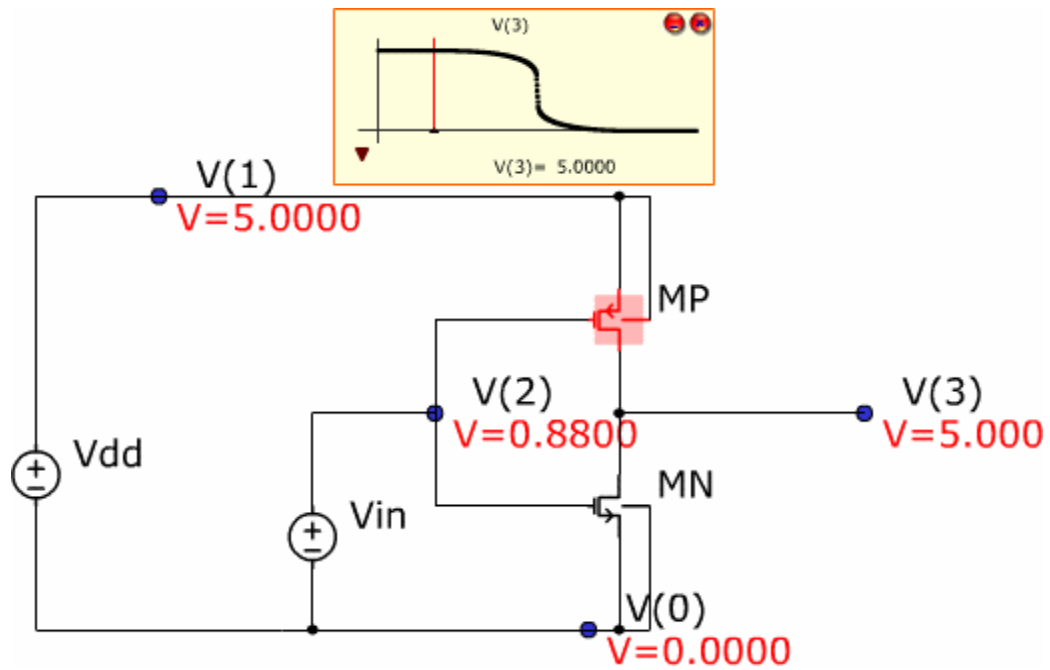 V(3)
V(3)= 5.0000
V(1)
V=5.0000
MP
V(2)
V=0.8800
V(3)
V=5.000
Vdd
MN
Vin
V(0)
V=0.0000